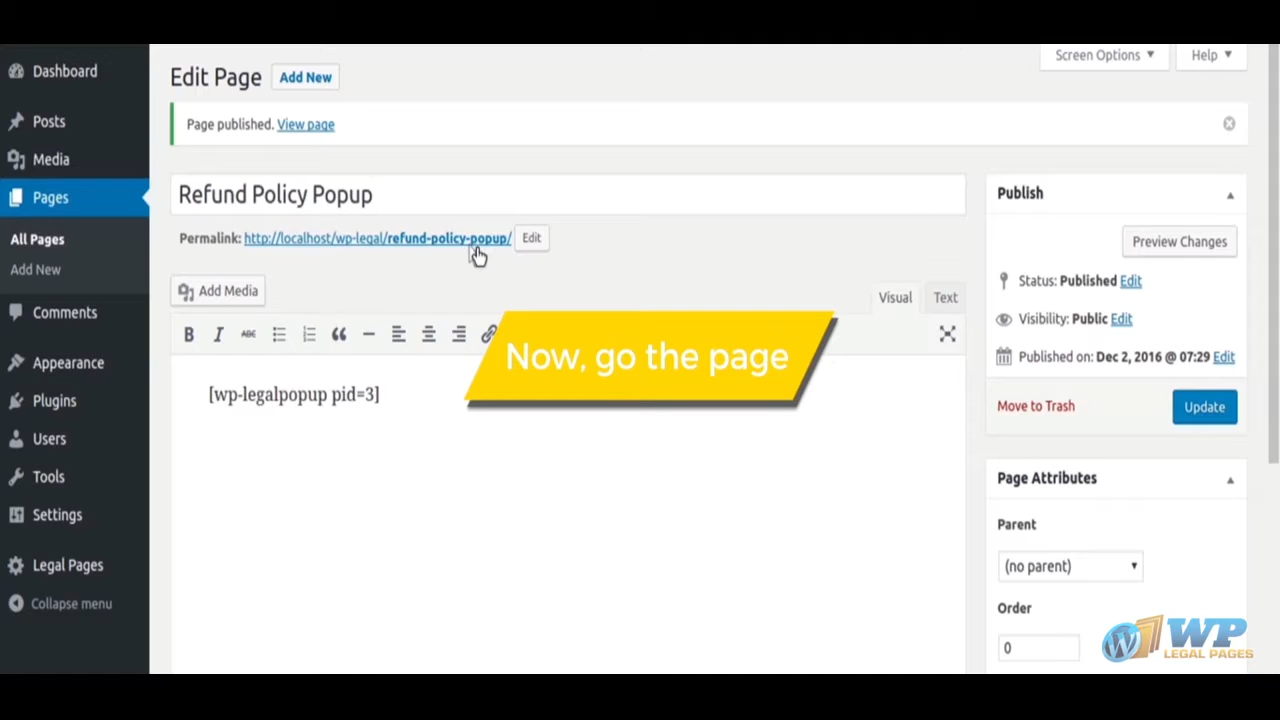 Screen Options ▼
Help ▼
Dashboard
Posts
Media
Pages
All Pages
Add New
Comments
Appearance
Plugins
Users
Tools
Settings
Legal Pages
Collapse menu
Edit Page
Add New
Page published. View page
Refund Policy Popup
Permalink: http://localhost/wp-legal/refund-policy-popup/ Edit
Add Media
Visual
Text
B I ABC
Now, go the page
[wp-legalpopup pid=3]
Publish
Preview Changes
Status: Published Edit
Visibility: Public Edit
Published on: Dec 2, 2016 @ 07:29 Edit
Move to Trash
Update
Page Attributes
Parent
(no parent)
Order
0
WP
LEGAL PAGES